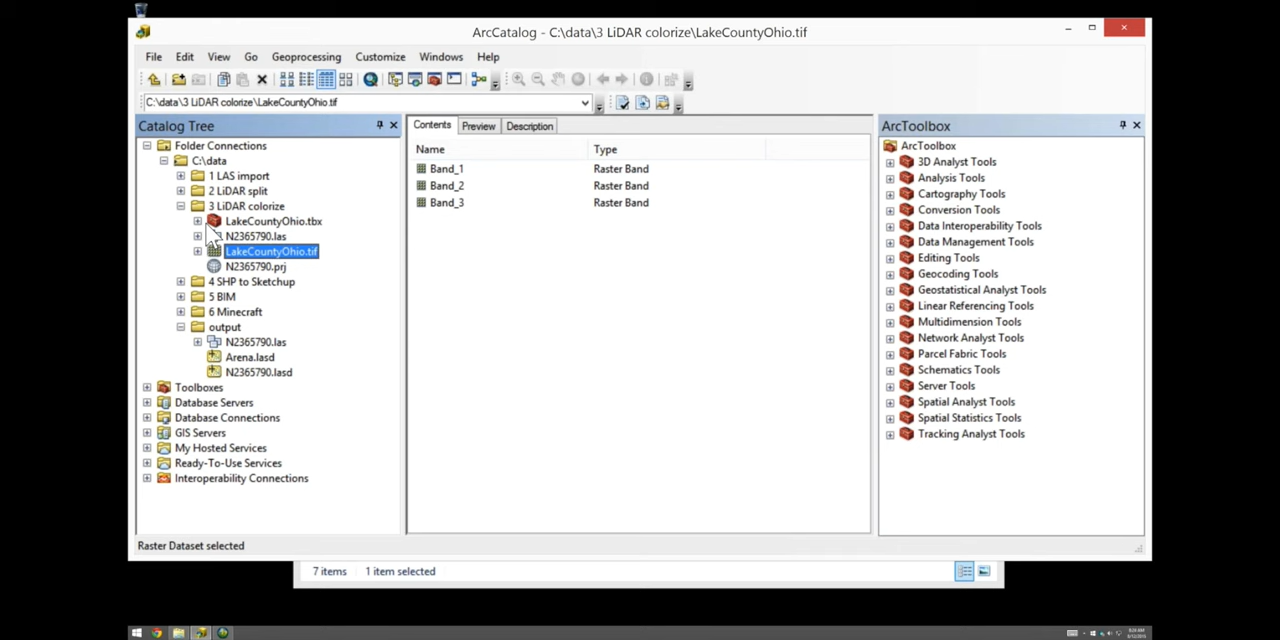 ArcCatalog - C:\data\3 LiDAR colorize\LakeCountyOhio.tif
File Edit View Go Geoprocessing Customize Windows Help
C:\data\3 LiDAR colorize\LakeCountyOhio.tif
Catalog Tree
Folder Connections
C:\data
1 LAS import
2 LiDAR split
3 LiDAR colorize
LakeCountyOhio.tbx
N2365790.las
LakeCountyOhio.tif
N2365790.prj
4 SHP to Sketchup
5 BIM
6 Minecraft
output
N2365790.las
Arena.lasd
N2365790.lasd
Toolboxes
Database Servers
Database Connections
GIS Servers
My Hosted Services
Ready-To-Use Services
Interoperability Connections
Contents Preview Description
Name Type
Band_1 Raster Band
Band_2 Raster Band
Band_3 Raster Band
ArcToolbox
ArcToolbox
3D Analyst Tools
Analysis Tools
Cartography Tools
Conversion Tools
Data Interoperability Tools
Data Management Tools
Editing Tools
Geocoding Tools
Geostatistical Analyst Tools
Linear Referencing Tools
Multidimension Tools
Network Analyst Tools
Parcel Fabric Tools
Schematics Tools
Server Tools
Spatial Analyst Tools
Spatial Statistics Tools
Tracking Analyst Tools
Raster Dataset selected
7 items 1 item selected